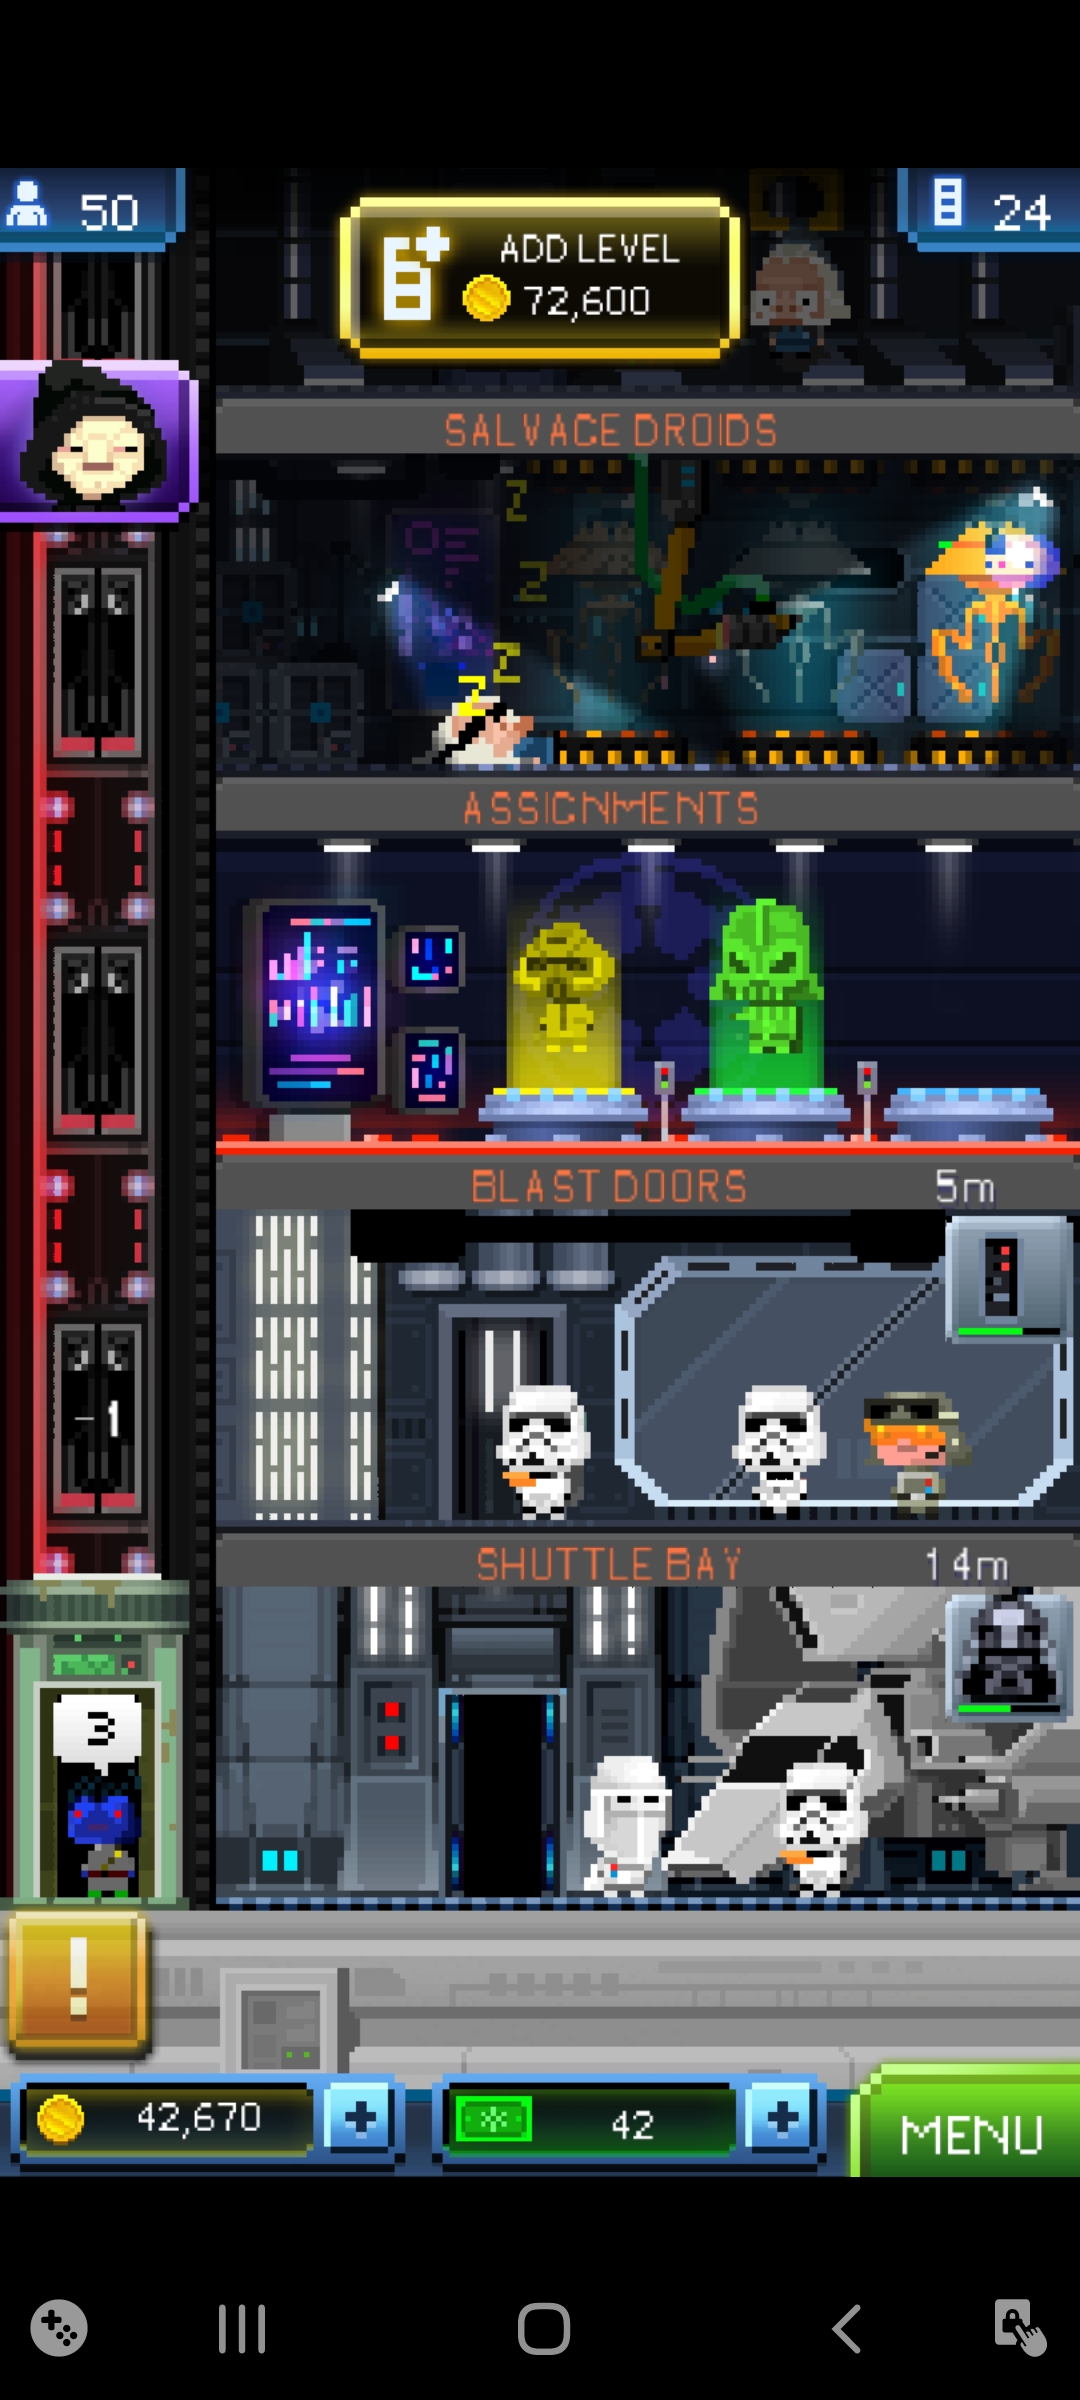 50
ADD LEVEL
72,600
24
SALVAGE DROIDS
Z
Z
Z
Z
ASSIGNMENTS
BLAST DOORS 5m
-1
SHUTTLE BAY 14m
3
!
42,670 +
42 +
MENU